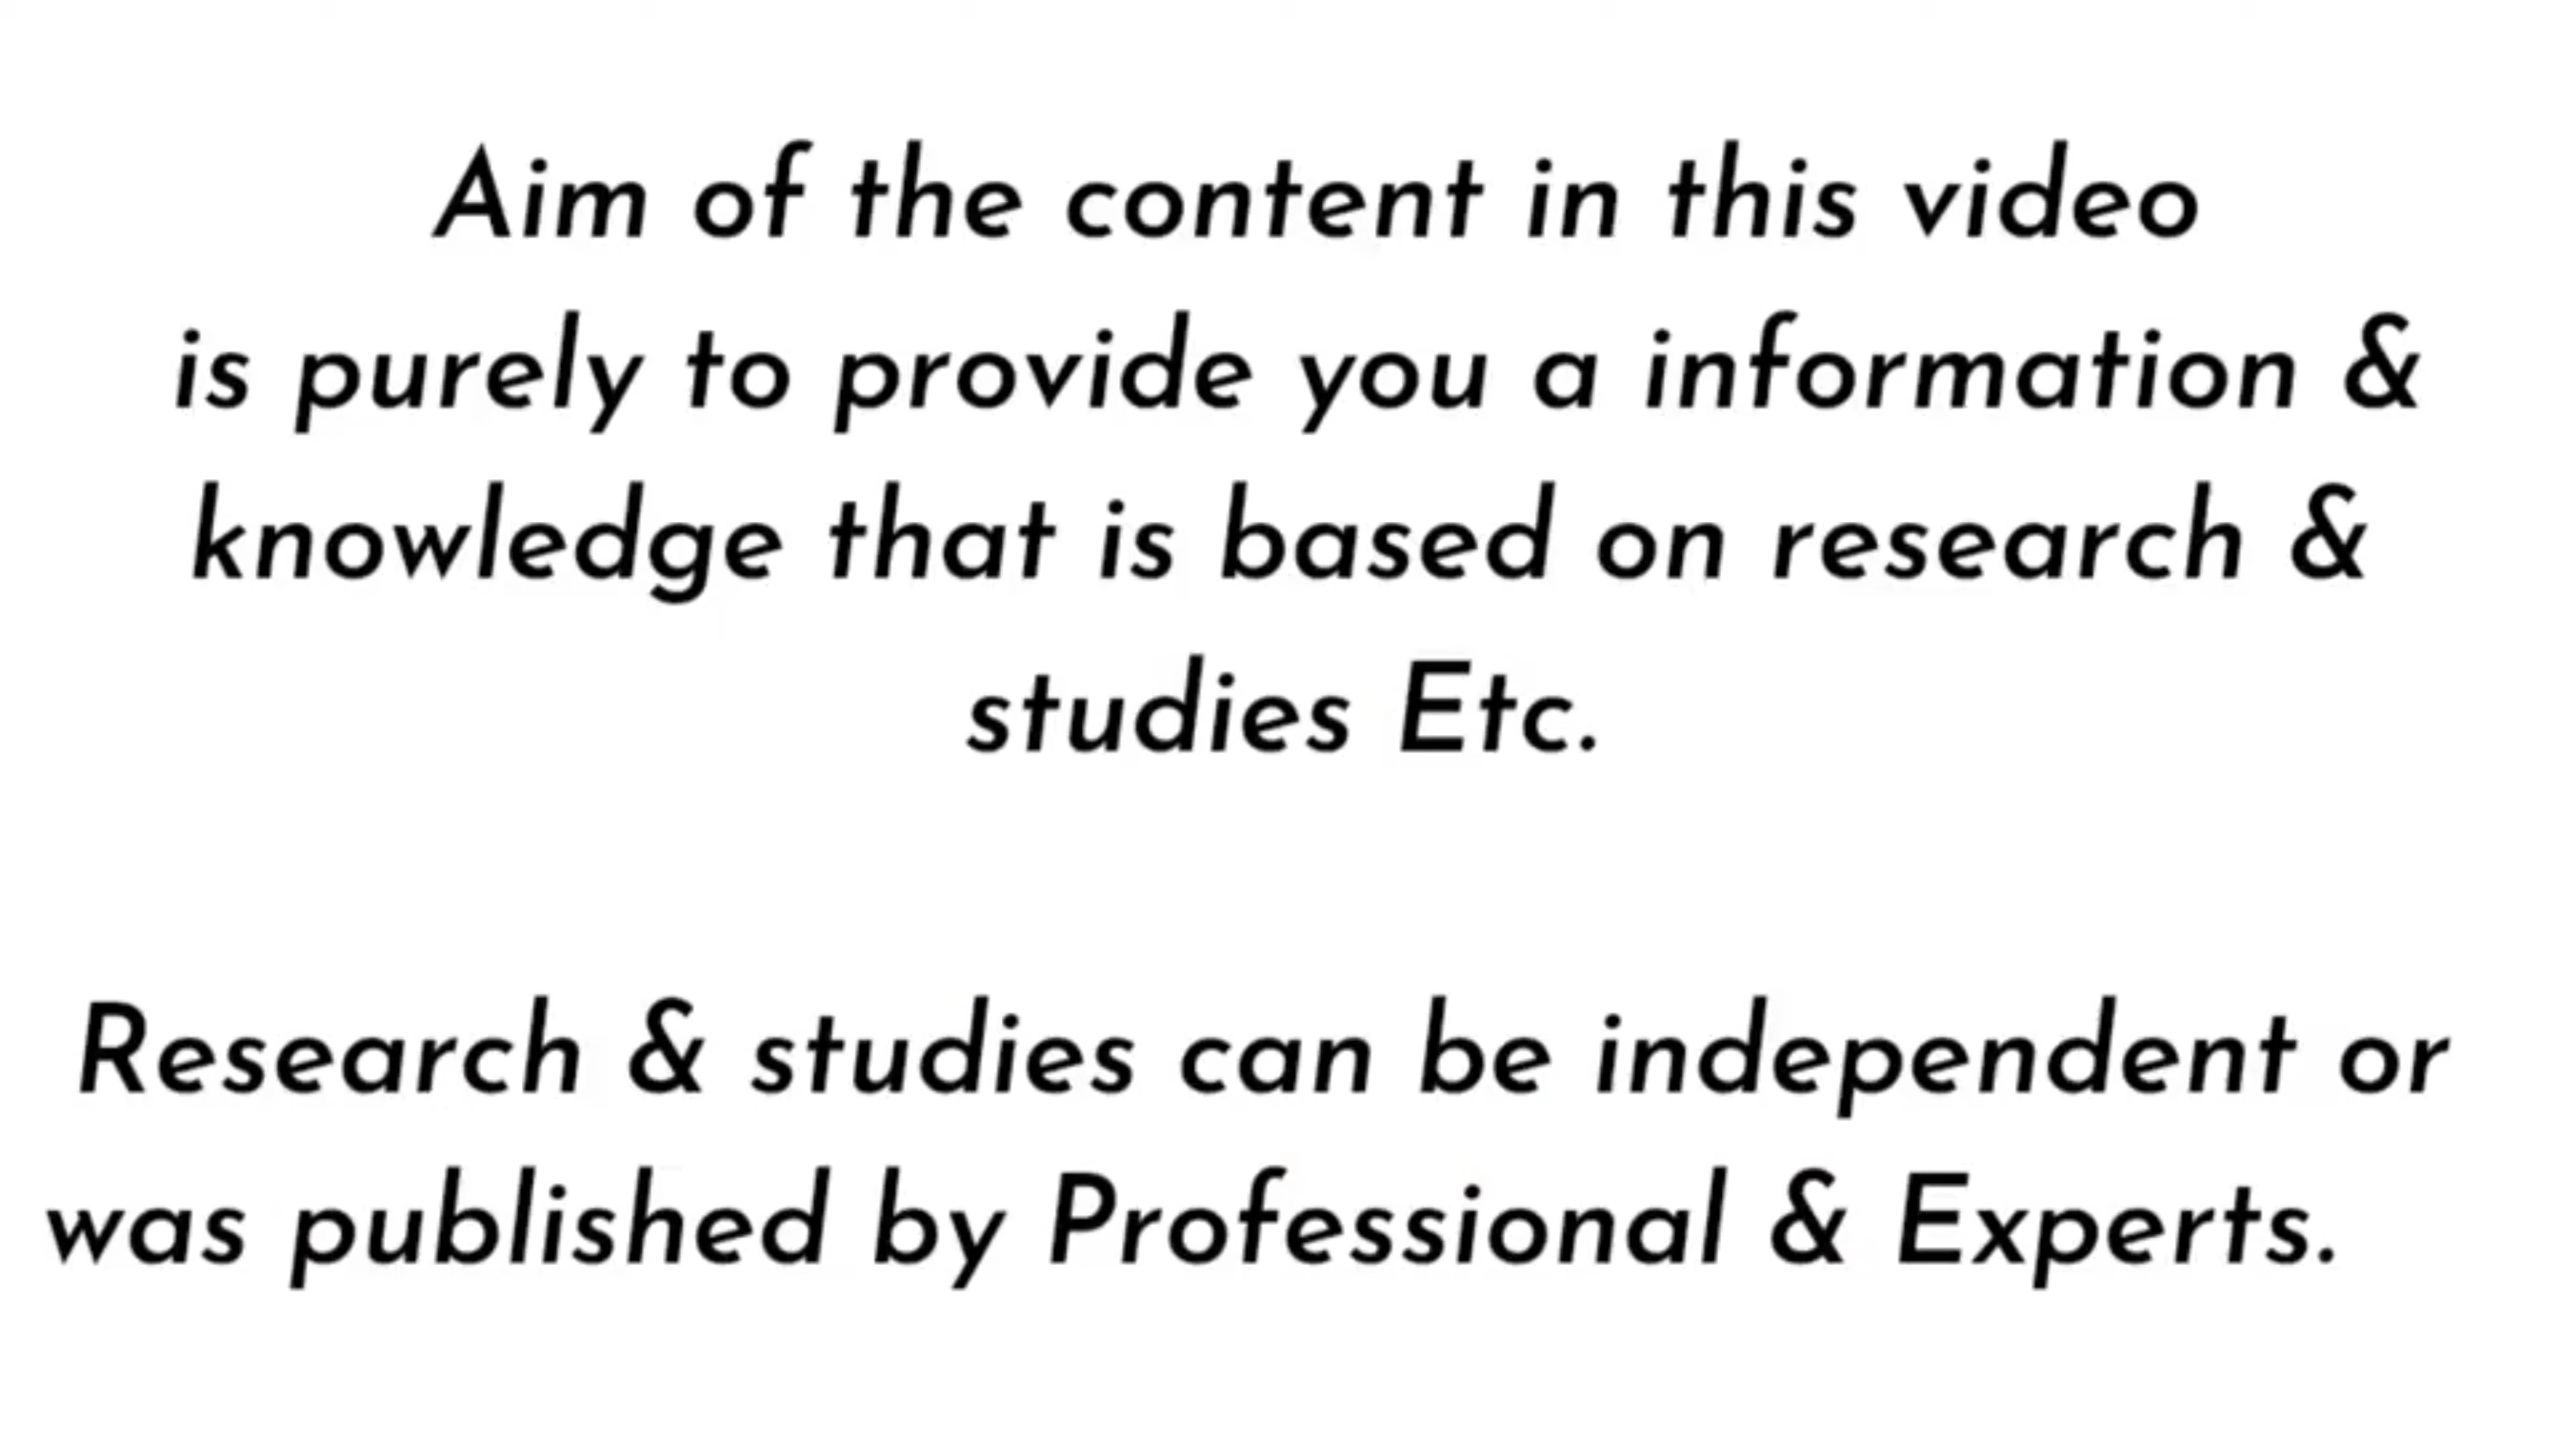 Aim of the content in this video
is purely to provide you a information &
knowledge that is based on research &
studies Etc.
Research & studies can be independent or
was published by Professional & Experts.